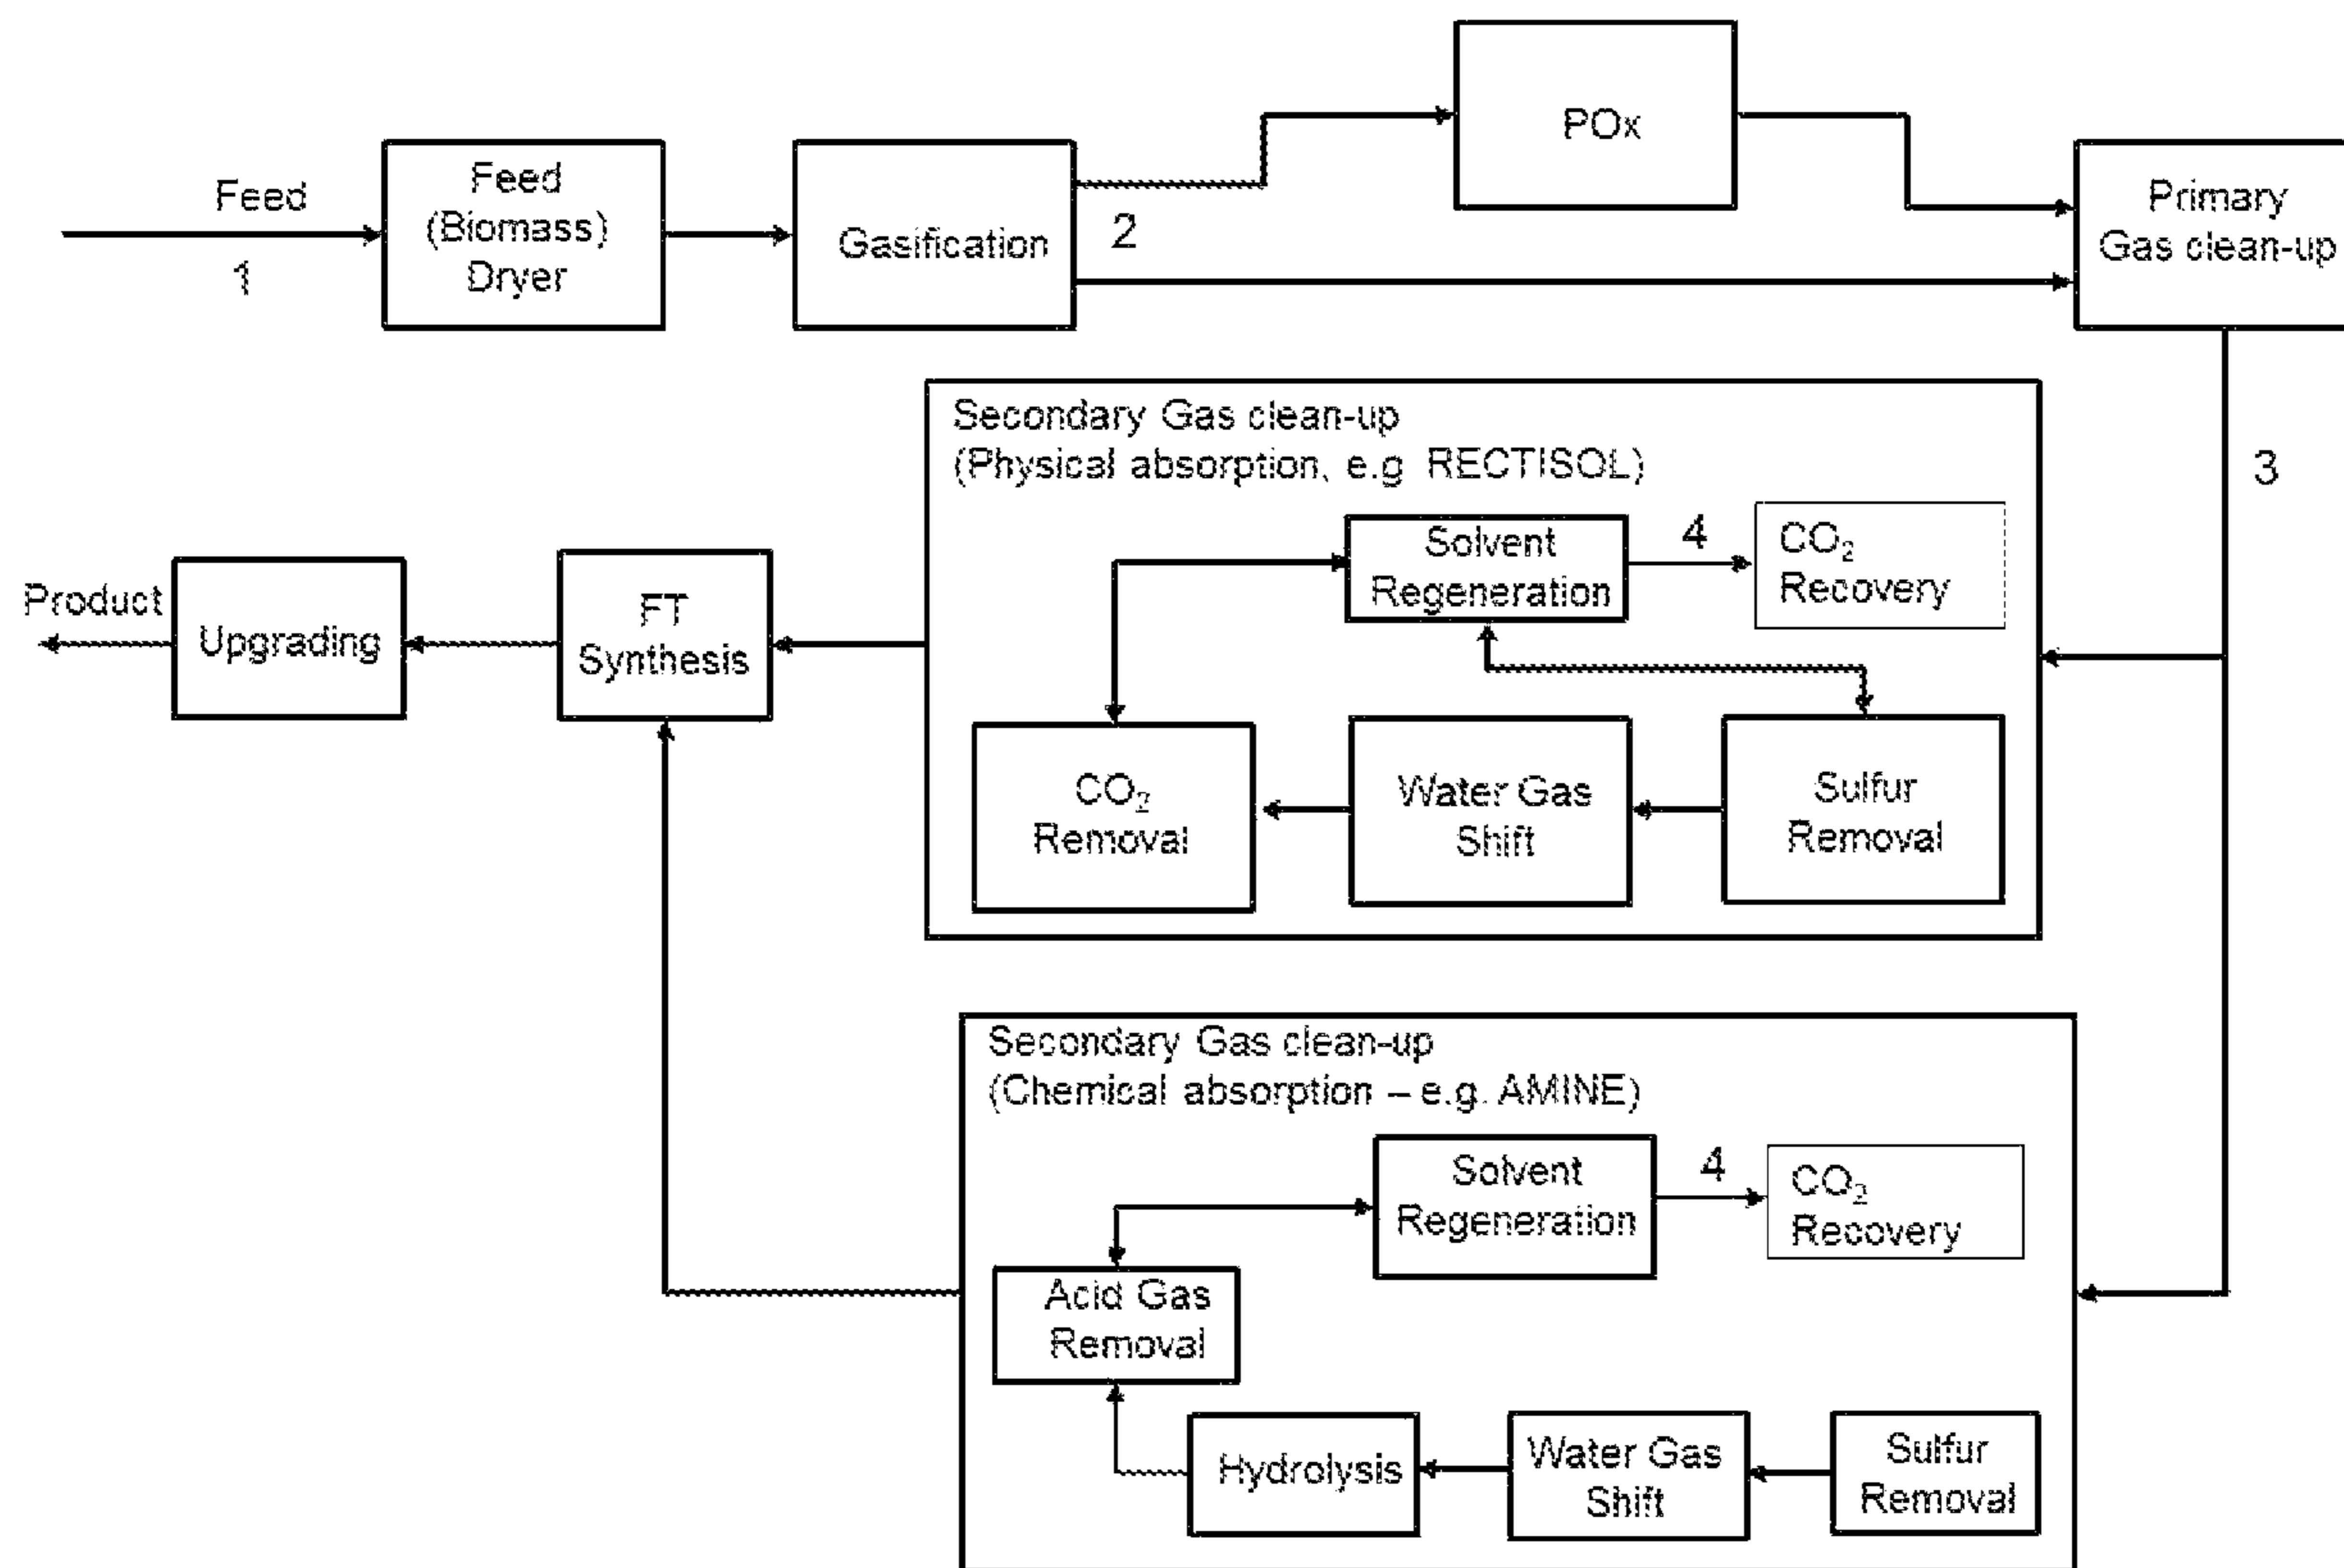 POx
Feed
1
Feed
(Biomass)
Dryer
Gasification
2
Primary
Gas clean-up
3
Secondary Gas clean-up
(Physical absorption, e.g RECTISOL)
Solvent
Regeneration
4
CO₂
Recovery
Product
Upgrading
FT
Synthesis
CO₂
Removal
Water Gas
Shift
Sulfur
Removal
Secondary Gas clean-up
(Chemical absorption – e.g. AMINE)
Solvent
Regeneration
4
CO₂
Recovery
Acid Gas
Removal
Hydrolysis
Water Gas
Shift
Sulfur
Removal